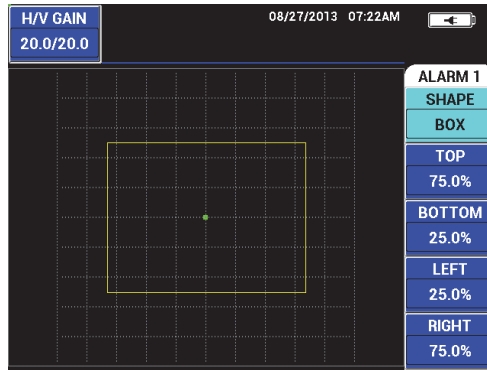 H/V GAIN
20.0/20.0
08/27/2013 07:22AM
ALARM 1
SHAPE
BOX
TOP
75.0%
BOTTOM
25.0%
LEFT
25.0%
RIGHT
75.0%